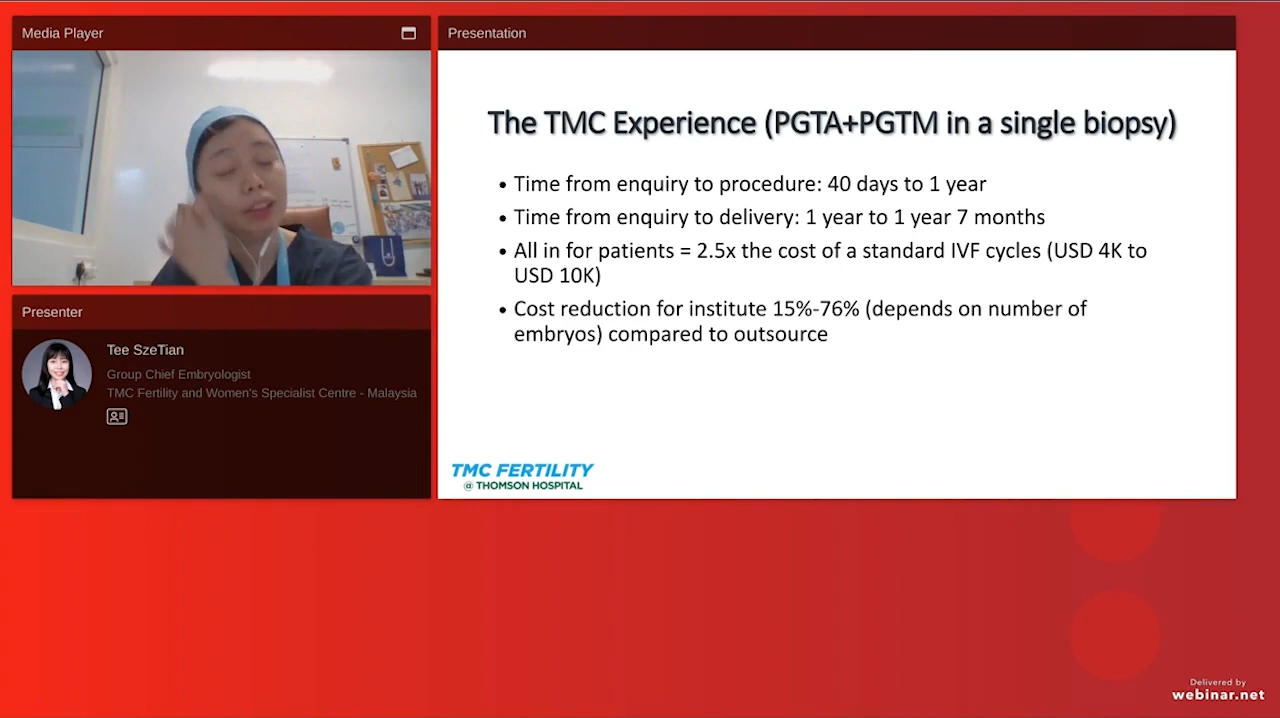 Media Player
Presentation
The TMC Experience (PGTA+PGTM in a single biopsy)
• Time from enquiry to procedure: 40 days to 1 year
• Time from enquiry to delivery: 1 year to 1 year 7 months
• All in for patients = 2.5x the cost of a standard IVF cycles (USD 4K to
USD 10K)
• Cost reduction for institute 15%-76% (depends on number of
embryos) compared to outsource
TMC FERTILITY
@ THOMSON HOSPITAL
Presenter
Tee SzeTian
Group Chief Embryologist
TMC Fertility and Women's Specialist Centre - Malaysia
Delivered by
webinar.net